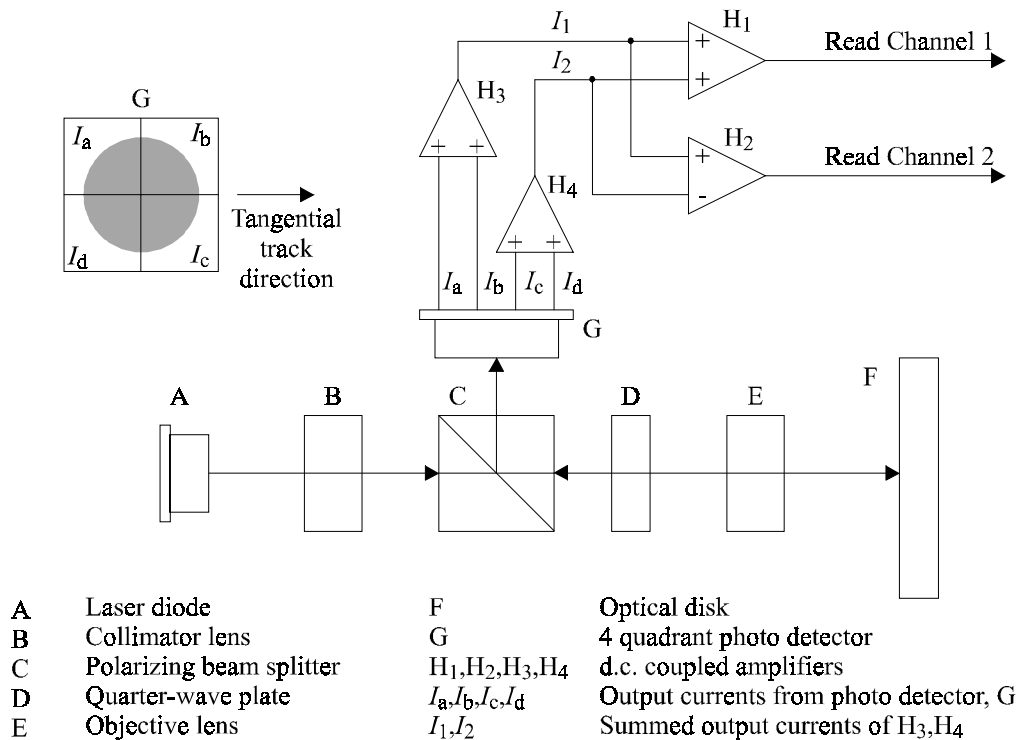 I1
H1
Read Channel 1
I2
G
H3
Ia
Ib
+
+
H2
Read Channel 2
+
-
+
+
H4
Tangential
track
direction
Id
Ic
+
+
Ia
Ib
Ic
Id
G
F
A
B
C
D
E
A Laser diode F Optical disk
B Collimator lens G 4 quadrant photo detector
C Polarizing beam splitter H1,H2,H3,H4 d.c. coupled amplifiers
D Quarter-wave plate Ia,Ib,Ic,Id Output currents from photo detector, G
E Objective lens I1,I2 Summed output currents of H3,H4